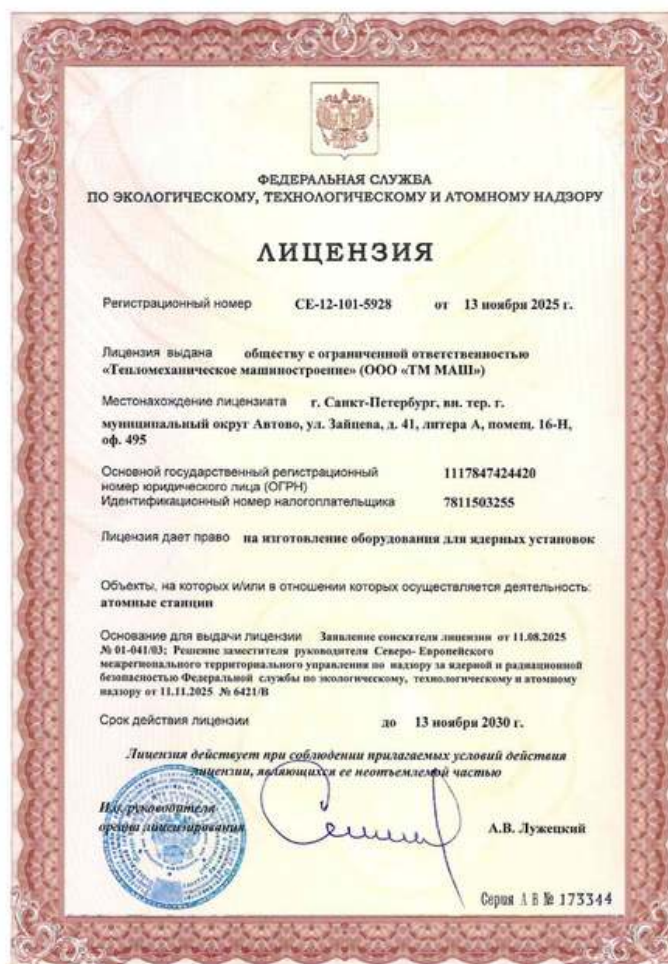 ФЕДЕРАЛЬНАЯ СЛУЖБА
ПО ЭКОЛОГИЧЕСКОМУ, ТЕХНОЛОГИЧЕСКОМУ И АТОМНОМУ НАДЗОРУ
ЛИЦЕНЗИЯ
Регистрационный номер СЕ-12-101-5928 от 13 ноября 2025 г.
Лицензия выдана обществу с ограниченной ответственностью
«Тепломеханическое машиностроение» (ООО «ТМ МАШ»)
Местонахождение лицензиата г. Санкт-Петербург, вн. тер. г.
муниципальный округ Автово, ул. Зайцева, д. 41, литера А, помещ. 16-Н,
оф. 495
Основной государственный регистрационный
номер юридического лица (ОГРН) 1117847424420
Идентификационный номер налогоплательщика 7811503255
Лицензия дает право на изготовление оборудования для ядерных установок
Объекты, на которых и/или в отношении которых осуществляется деятельность:
атомные станции
Основание для выдачи лицензии Заявление соискателя лицензии от 11.08.2025
№ 01-041/03; Решение заместителя руководителя Северо- Европейского
межрегионального территориального управления по надзору за ядерной и радиационной
безопасностью Федеральной службы по экологическому, технологическому и атомному
надзору от 11.11.2025 № 6421/В
Срок действия лицензии до 13 ноября 2030 г.
Лицензия действует при соблюдении прилагаемых условий действия
лицензии, являющихся ее неотъемлемой частью
И.о. руководителя
органа лицензирования А.В. Лужецкий
Серия А В № 173344